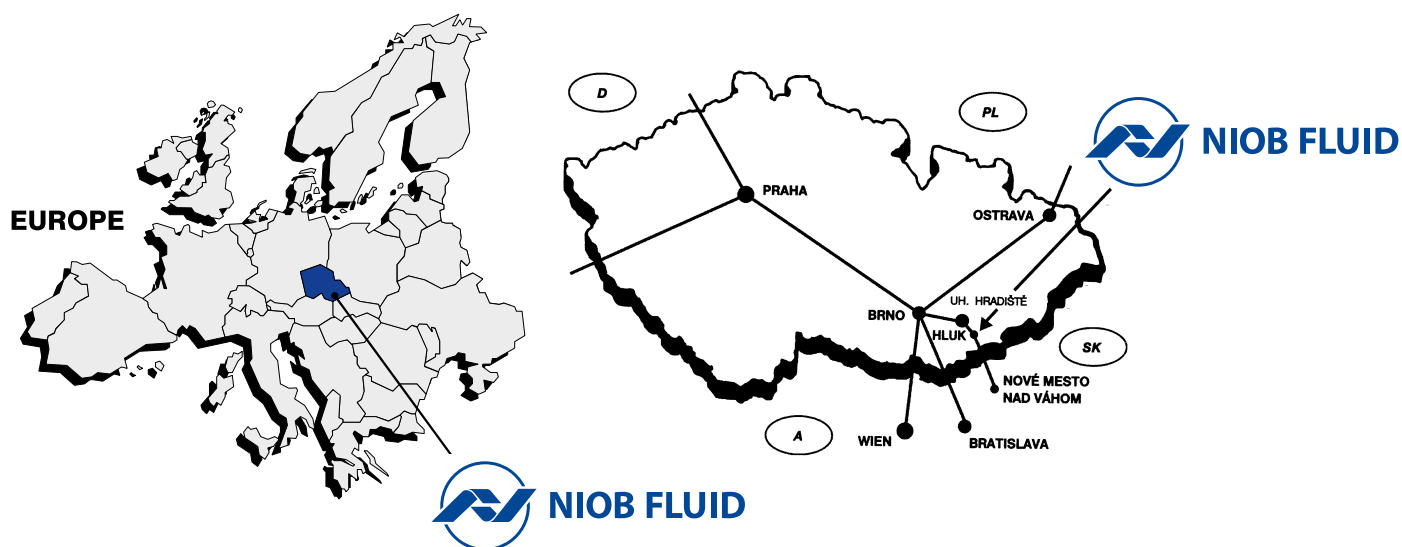 EUROPE
NIOB FLUID
D
PL
NIOB FLUID
PRAHA
OSTRAVA
UH. HRADIŠTĚ
BRNO
HLUK
SK
NOVÉ MESTO
NAD VÁHOM
A
WIEN
BRATISLAVA